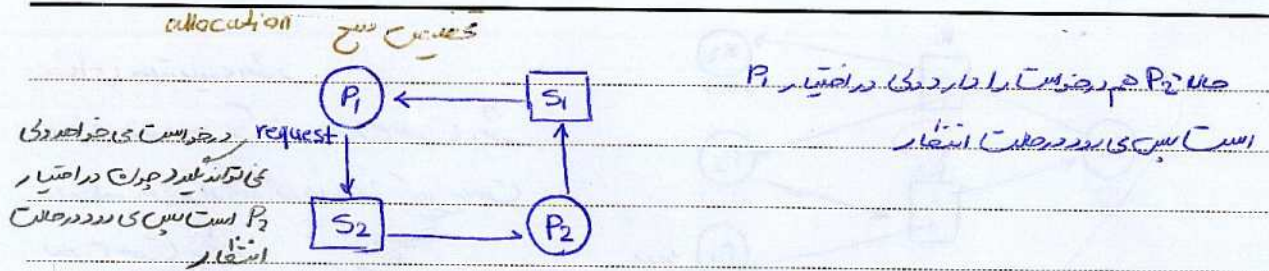 allocation تخصیص منبع
P1 S1
حالا P2 هم درخواست را دارد ولی در اختیار P1
است پس می رود در حالت انتظار
request درخواست می خواهد ولی
نمی تواند بگیرد چون در اختیار
P2 است پس می رود در حالت
انتظار
S2 P2